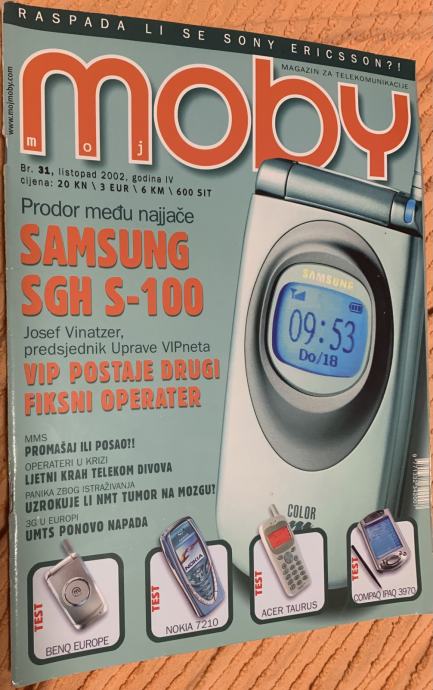 RASPADA LI SE SONY ERICSSON?!
www.mojmoby.com
moby
MAGAZIN ZA TELEKOMUNIKACIJE
moj
Br. 31, listopad 2002, godina IV
cijena: 20 KN \ 3 EUR \ 6 KM \ 600 SIT
Prodor među najjače
SAMSUNG
SGH S-100
Josef Vinatzer,
predsjednik Uprave VIPneta
VIP POSTAJE DRUGI
FIKSNI OPERATER
MMS
PROMAŠAJ ILI POSAO?!
OPERATERI U KRIZI
LJETNI KRAH TELEKOM DIVOVA
PANIKA ZBOG ISTRAŽIVANJA
UZROKUJE LI NMT TUMOR NA MOZGU?
3G U EUROPI
UMTS PONOVO NAPADA
SAMSUNG
09:53
Do/18
COLOR
TEST
BENQ EUROPE
TEST
NOKIA
NOKIA 7210
TEST
ACER TAURUS
TEST
COMPAQ IPAQ 3970